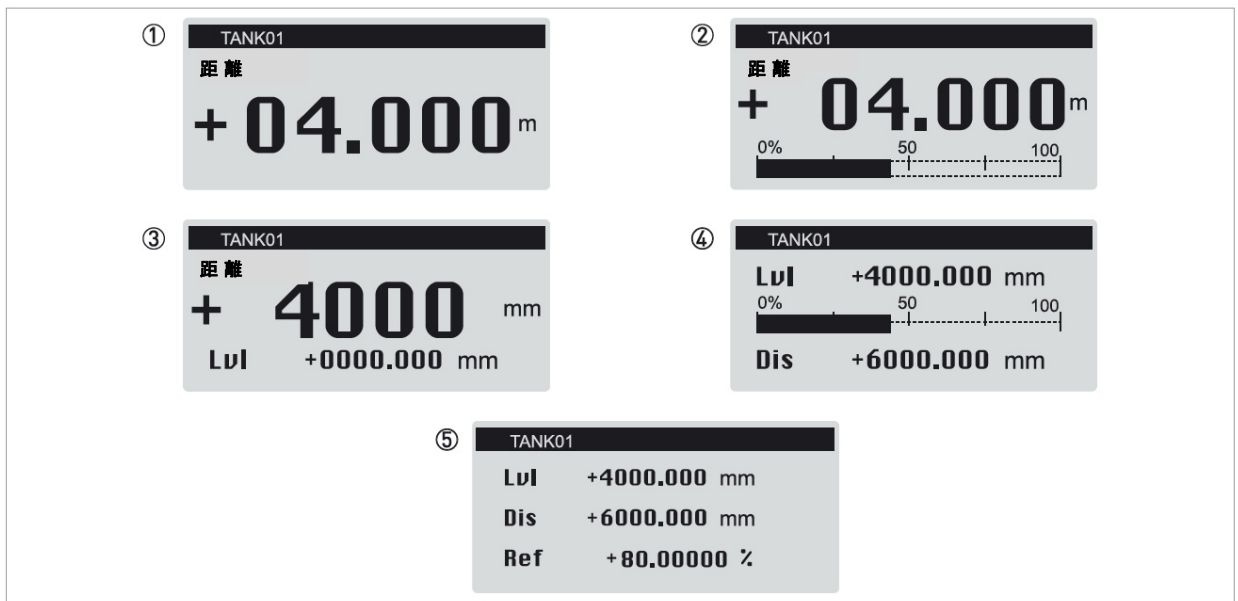 ①
TANK01
距離
+ 04.000 m
②
TANK01
距離
+ 04.000 m
0% 50 100
③
TANK01
距離
+ 4000 mm
Lvl +0000.000 mm
④
TANK01
Lvl +4000.000 mm
0% 50 100
Dis +6000.000 mm
⑤
TANK01
Lvl +4000.000 mm
Dis +6000.000 mm
Ref +80.00000 %